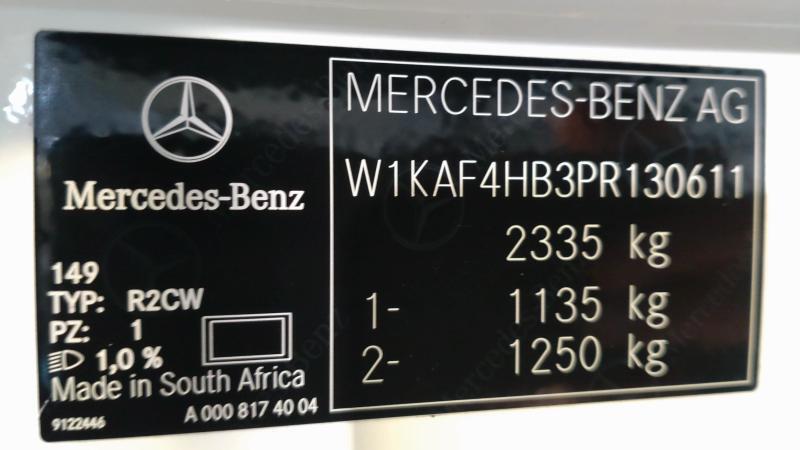 Mercedes-Benz
149
TYP: R2CW
PZ: 1
1,0 %
Made in South Africa
9122446
A 000 817 40 04
MERCEDES-BENZ AG
W1KAF4HB3PR130611
2335 kg
1- 1135 kg
2- 1250 kg